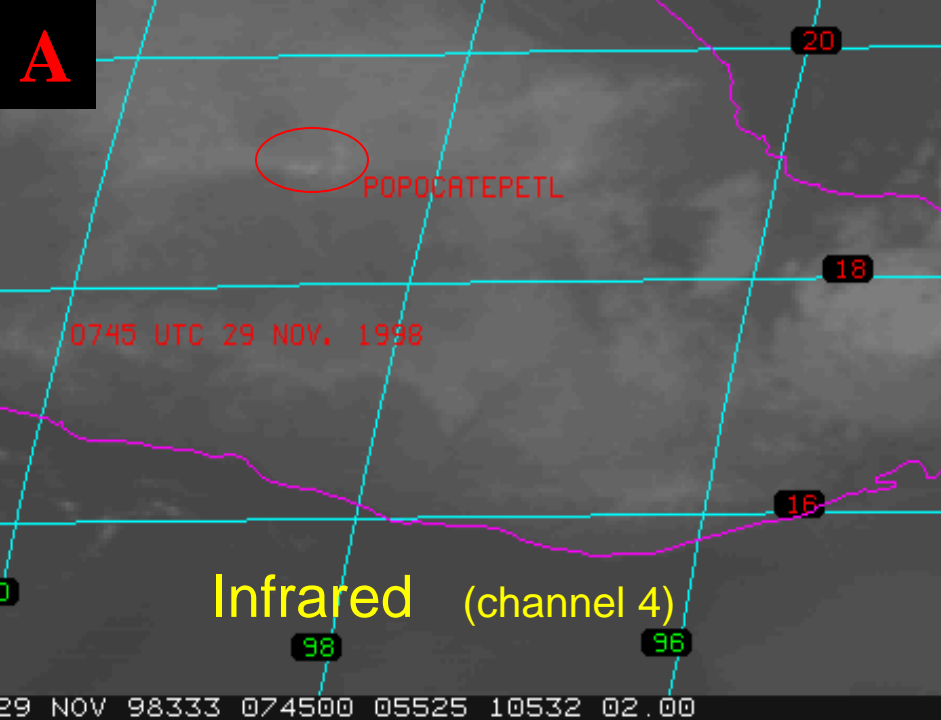 A
20
POPOCATEPETL
18
0745 UTC 29 NOV. 1998
16
0
Infrared (channel 4)
98
96
29 NOV 98333 074500 05525 10532 02.00